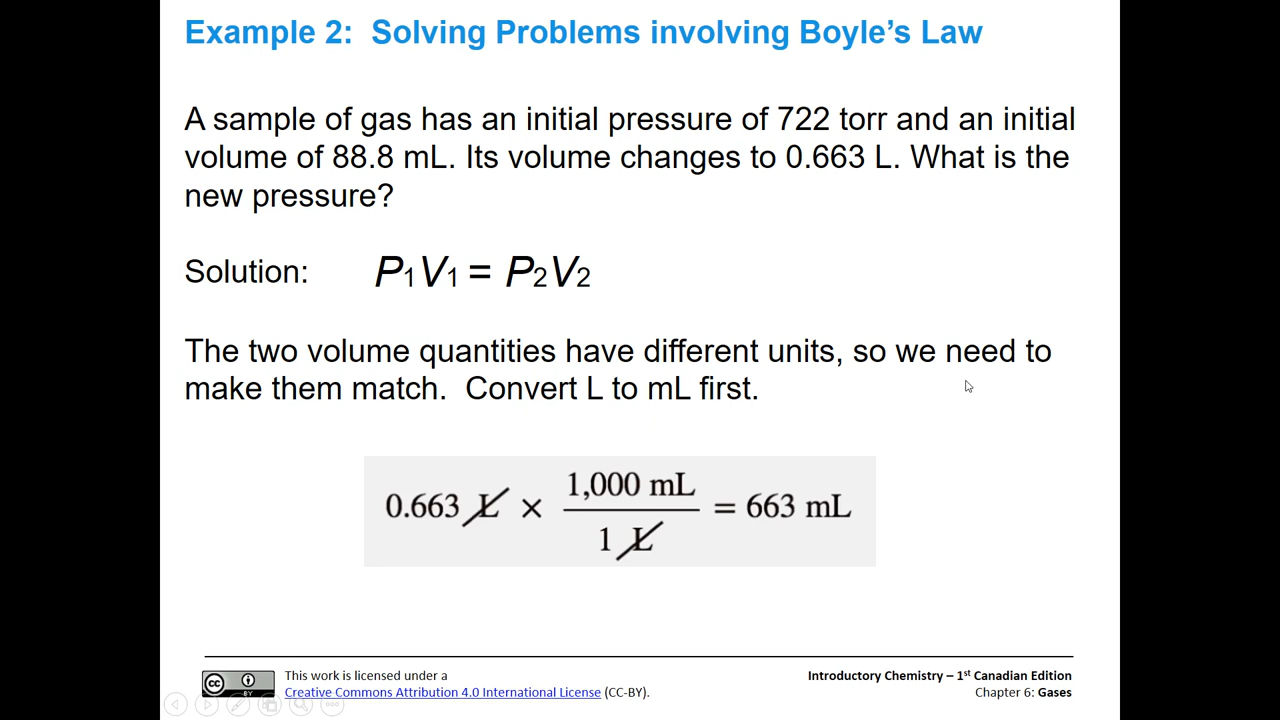 Example 2: Solving Problems involving Boyle’s Law
A sample of gas has an initial pressure of 722 torr and an initial
volume of 88.8 mL. Its volume changes to 0.663 L. What is the
new pressure?
Solution: P₁V₁ = P₂V₂
The two volume quantities have different units, so we need to
make them match. Convert L to mL first.
0.663 L × 1,000 mL / 1 L = 663 mL
cc BY
This work is licensed under a
Creative Commons Attribution 4.0 International License (CC-BY).
Introductory Chemistry – 1st Canadian Edition
Chapter 6: Gases